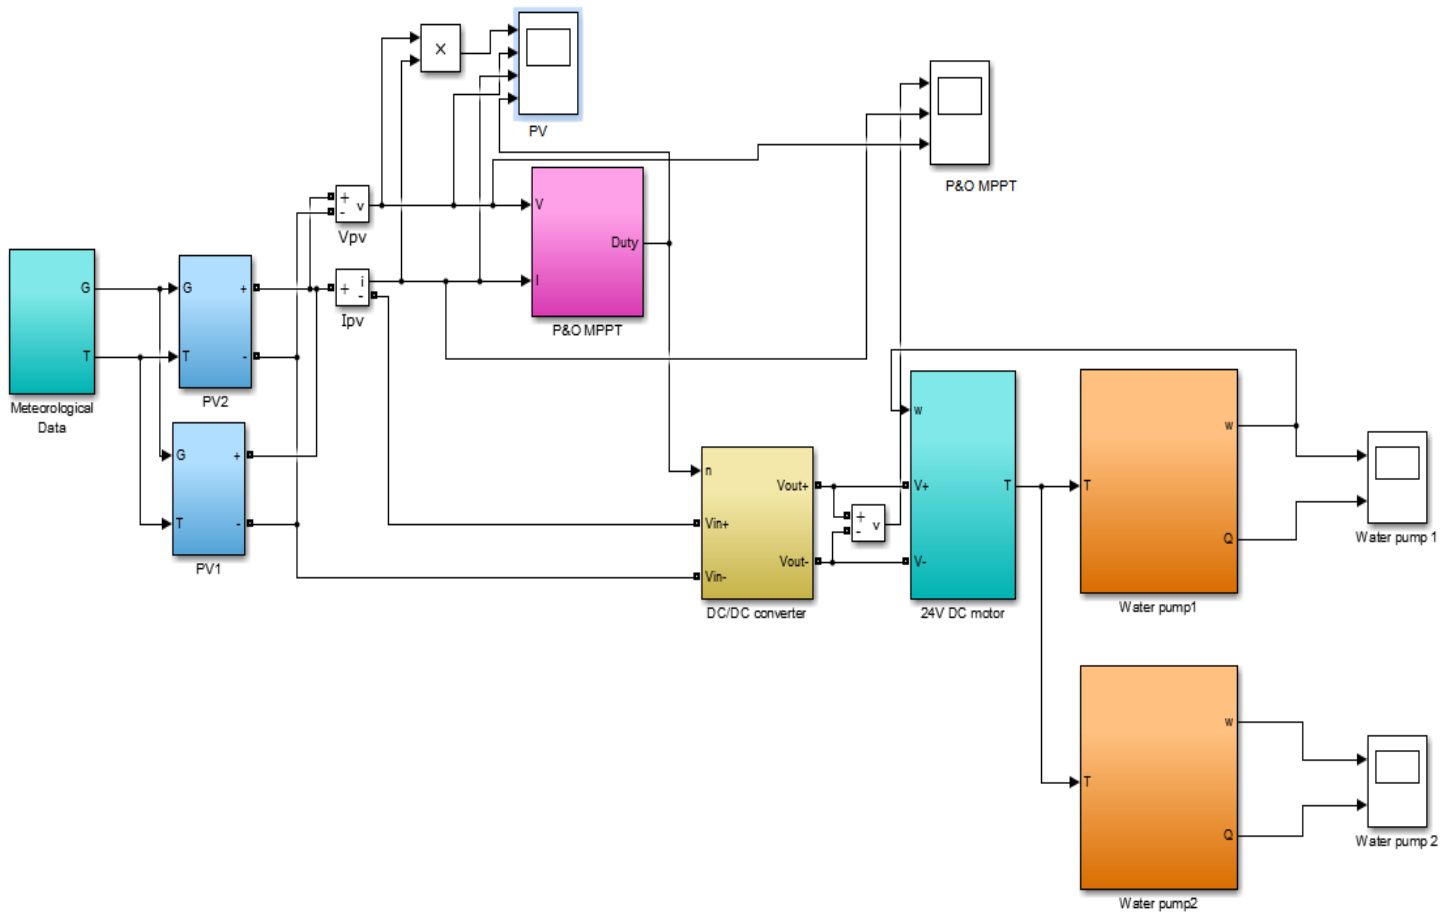 X
PV
P&O MPPT
+
-
v
Vpv
V
Duty
I
P&O MPPT
G
T
Meteorological
Data
G
+
T
-
PV2
+
i
-
Ipv
G
+
T
-
PV1
n
Vout+
Vin+
Vout-
Vin-
DC/DC converter
+
-
v
w
V+
T
V-
24V DC motor
w
T
Q
Water pump1
Water pump 1
w
T
Q
Water pump2
Water pump 2